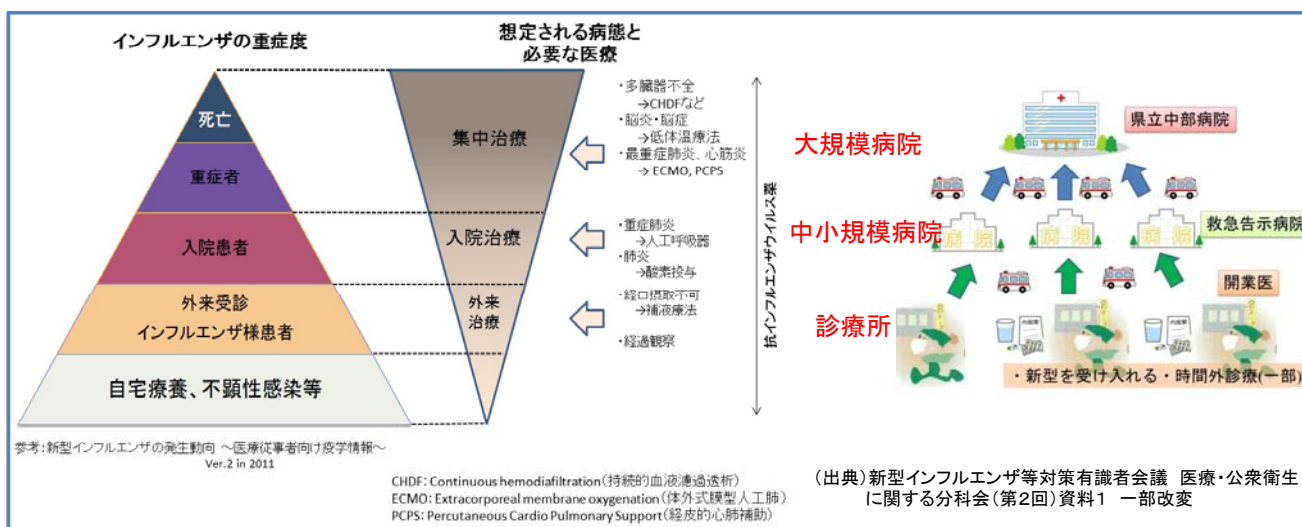 インフルエンザの重症度
死亡
重症者
入院患者
外来受診
インフルエンザ様患者
自宅療養、不顕性感染等
参考:新型インフルエンザの発生動向 ～医療従事者向け疫学情報～
Ver.2 in 2011
想定される病態と
必要な医療
集中治療
入院治療
外来
治療
・多臓器不全
→CHDFなど
・脳炎・脳症
→低体温療法
・最重症肺炎、心筋炎
→ ECMO, PCPS
・重症肺炎
→人工呼吸器
・肺炎
→酸素投与
・経口摂取不可
→補液療法
・経過観察
抗インフルエンザウイルス薬
CHDF: Continuous hemodiafiltration(持続的血液濾過透析)
ECMO: Extracorporeal membrane oxygenation(体外式膜型人工肺)
PCPS: Percutaneous Cardio Pulmonary Support(経皮的心肺補助)
大規模病院
県立中部病院
中小規模病院
病院
病院
病院
救急告示病院
診療所
開業医
・新型を受け入れる・時間外診療(一部)
(出典)新型インフルエンザ等対策有識者会議 医療・公衆衛生
に関する分科会(第2回)資料1 一部改変